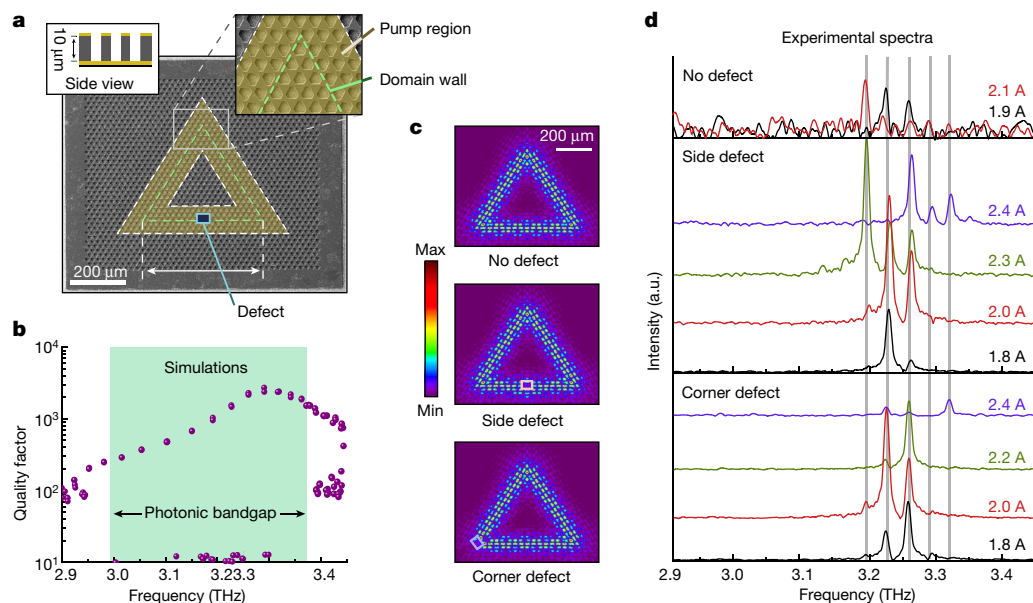 a
10 μm
Side view
Pump region
Domain wall
200 μm
Defect
b
10⁴
10³
10²
10¹
Quality factor
Simulations
Photonic bandgap
2.9
3.0
3.1
3.23.3
3.4
Frequency (THz)
c
200 μm
No defect
Max
Min
Side defect
Corner defect
d
Experimental spectra
No defect
2.1 A
1.9 A
Side defect
2.4 A
2.3 A
2.0 A
1.8 A
Corner defect
2.4 A
2.2 A
2.0 A
1.8 A
Intensity (a.u.)
2.9
3.0
3.1
3.2
3.3
3.4
Frequency (THz)